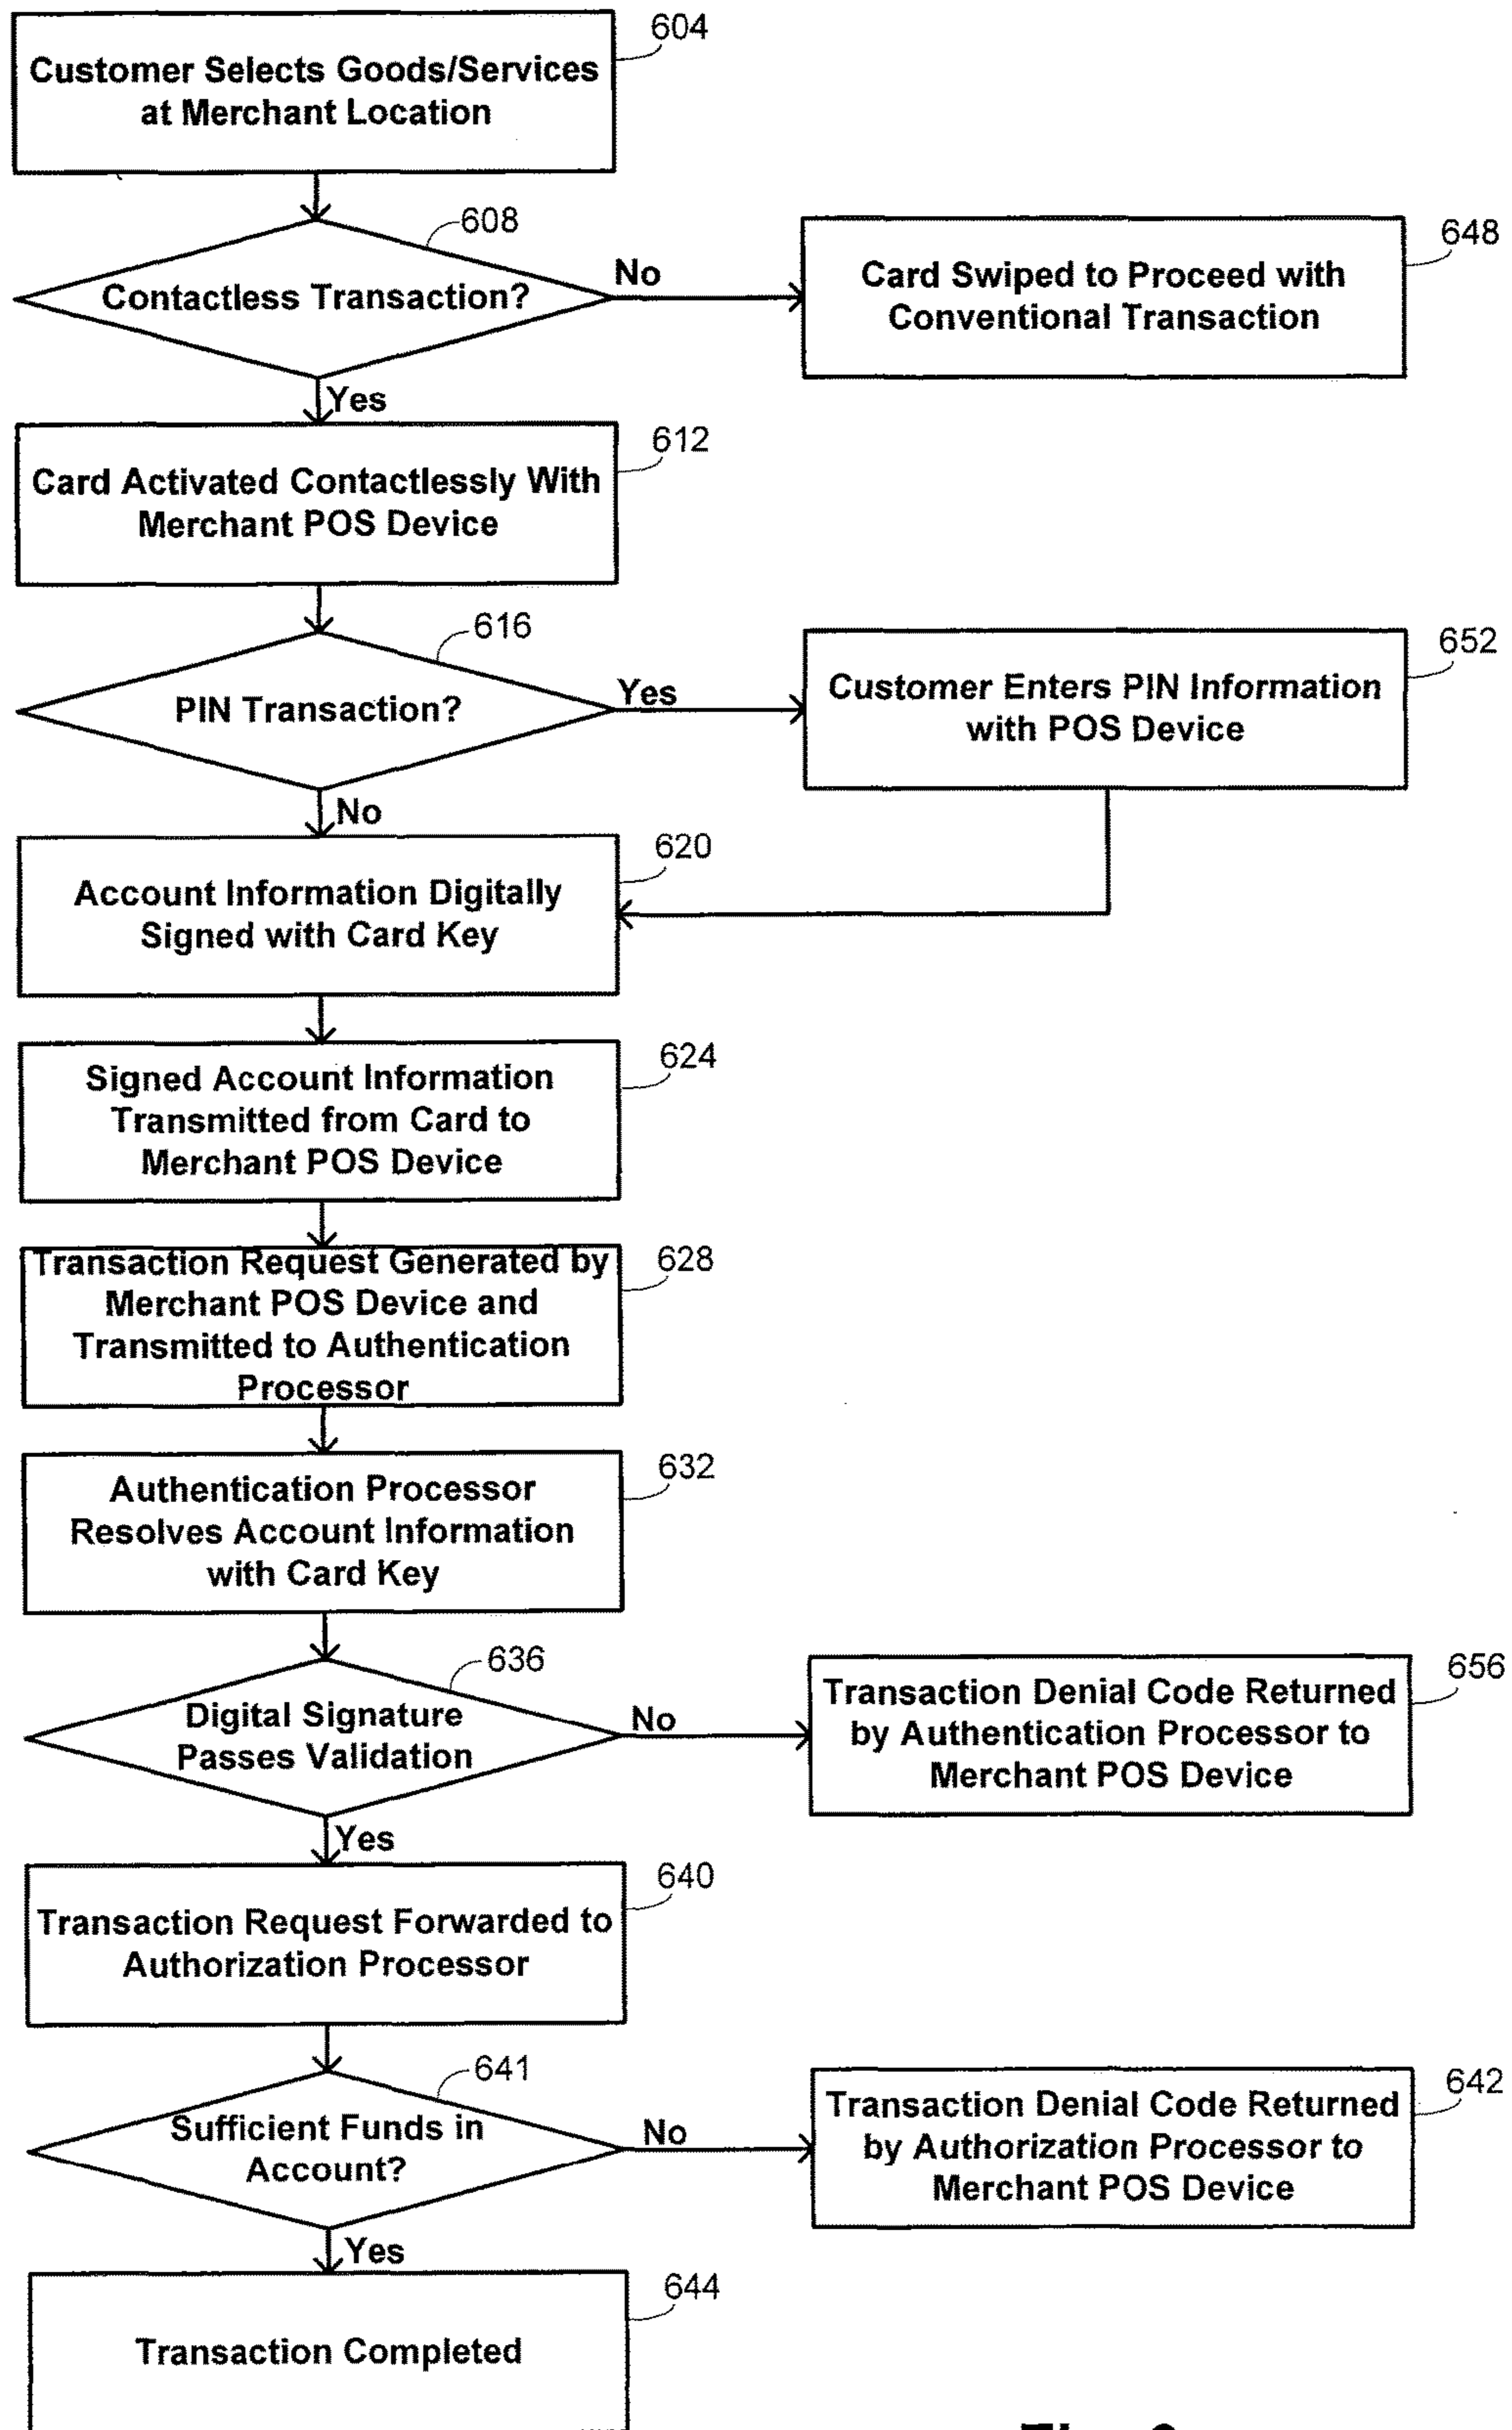 604
Customer Selects Goods/Services
at Merchant Location
608
Contactless Transaction?
No
648
Card Swiped to Proceed with
Conventional Transaction
Yes
612
Card Activated Contactlessly With
Merchant POS Device
616
PIN Transaction?
Yes
652
Customer Enters PIN Information
with POS Device
No
620
Account Information Digitally
Signed with Card Key
624
Signed Account Information
Transmitted from Card to
Merchant POS Device
628
Transaction Request Generated by
Merchant POS Device and
Transmitted to Authentication
Processor
632
Authentication Processor
Resolves Account Information
with Card Key
636
Digital Signature
Passes Validation
No
656
Transaction Denial Code Returned
by Authentication Processor to
Merchant POS Device
Yes
640
Transaction Request Forwarded to
Authorization Processor
641
Sufficient Funds in
Account?
No
642
Transaction Denial Code Returned
by Authorization Processor to
Merchant POS Device
Yes
644
Transaction Completed